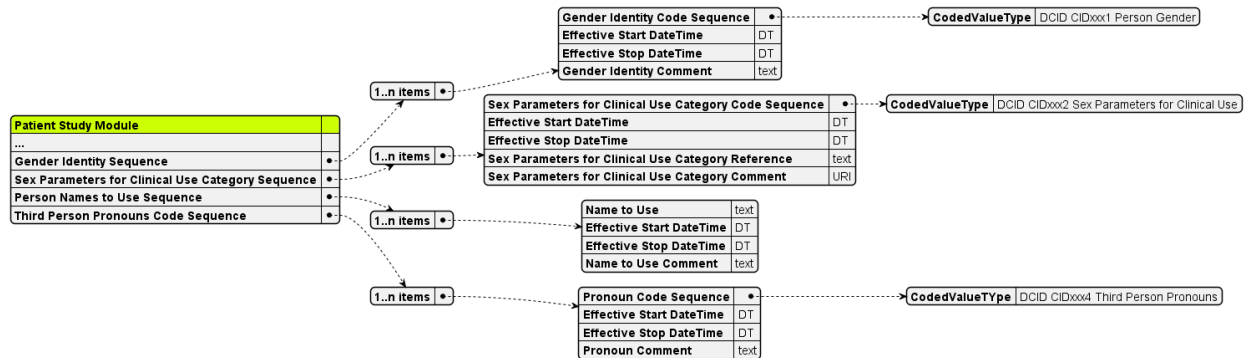 Gender Identity Code Sequence
Effective Start DateTime DT
Effective Stop DateTime DT
Gender Identity Comment text
CodedValueType DCID CIDxxx1 Person Gender
1..n items
Sex Parameters for Clinical Use Category Code Sequence
Effective Start DateTime DT
Effective Stop DateTime DT
Sex Parameters for Clinical Use Category Reference text
Sex Parameters for Clinical Use Category Comment URI
CodedValueType DCID CIDxxx2 Sex Parameters for Clinical Use
Patient Study Module
...
Gender Identity Sequence
Sex Parameters for Clinical Use Category Sequence
Person Names to Use Sequence
Third Person Pronouns Code Sequence
1..n items
1..n items
Name to Use text
Effective Start DateTime DT
Effective Stop DateTime DT
Name to Use Comment text
1..n items
Pronoun Code Sequence
Effective Start DateTime DT
Effective Stop DateTime DT
Pronoun Comment text
CodedValueTYpe DCID CIDxxx4 Third Person Pronouns